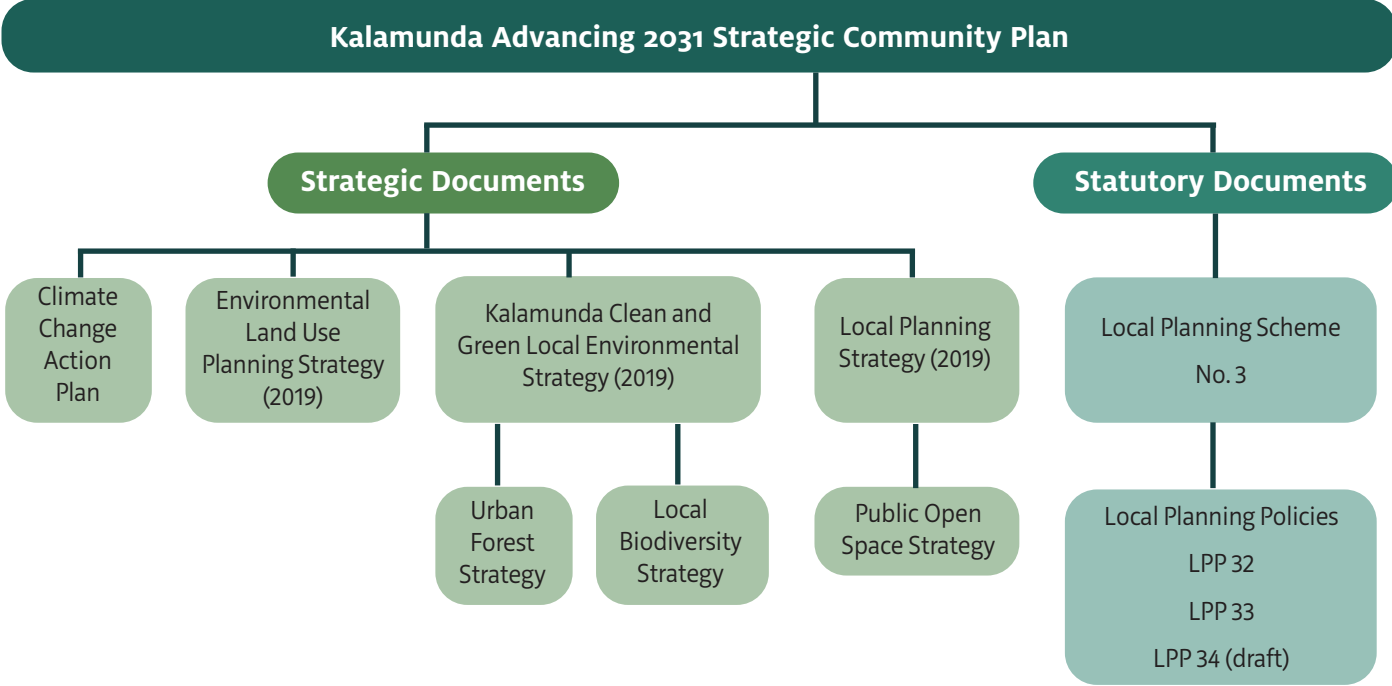 Kalamunda Advancing 2031 Strategic Community Plan
Strategic Documents
Statutory Documents
Climate
Change
Action
Plan
Environmental
Land Use
Planning Strategy
(2019)
Kalamunda Clean and
Green Local Environmental
Strategy (2019)
Local Planning
Strategy (2019)
Local Planning Scheme
No. 3
Urban
Forest
Strategy
Local
Biodiversity
Strategy
Public Open
Space Strategy
Local Planning Policies
LPP 32
LPP 33
LPP 34 (draft)